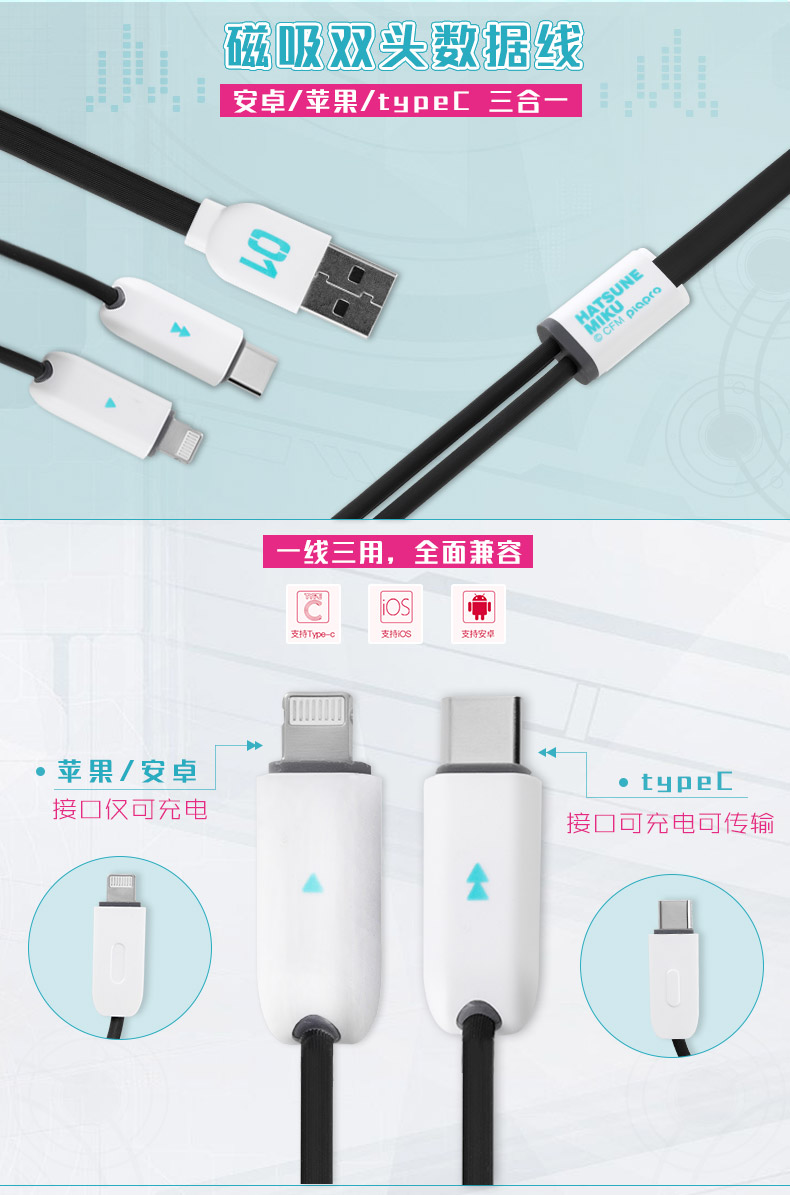 磁吸双头数据线
安卓/苹果/typeC 三合一
01
HATSUNE
MIKU
© CFM piapro
一线三用，全面兼容
TYPE
C
iOS
支持Type-c
支持iOS
支持安卓
苹果/安卓
接口仅可充电
typeC
接口可充电可传输